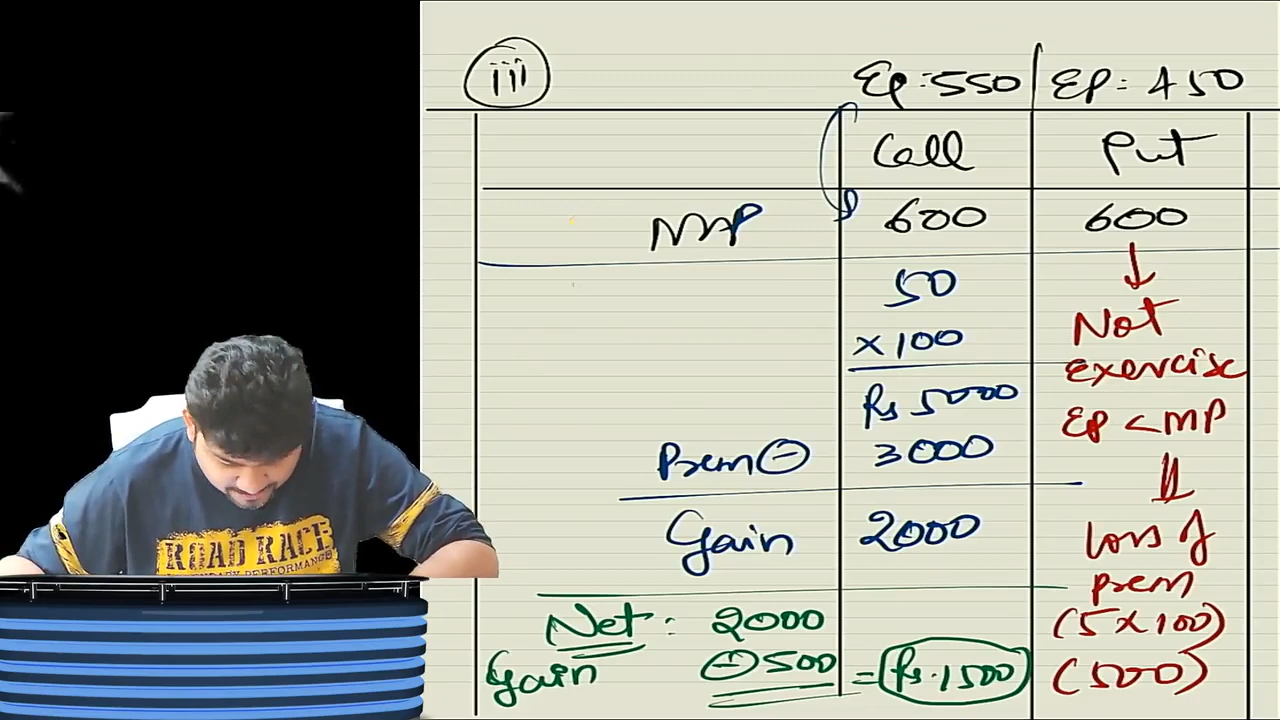 iii
Ep: 550 | EP: 450
Call Put
MP 600 600
50 Not
x 100 exercise
Rs 5000 EP < MP
Prem ⊖ 3000
Gain 2000 Loss of
prem
Net: 2000 (5 x 100)
Gain ⊖ 500 = Rs. 1500 (500)
ROAD RACE
PERFORMANCE